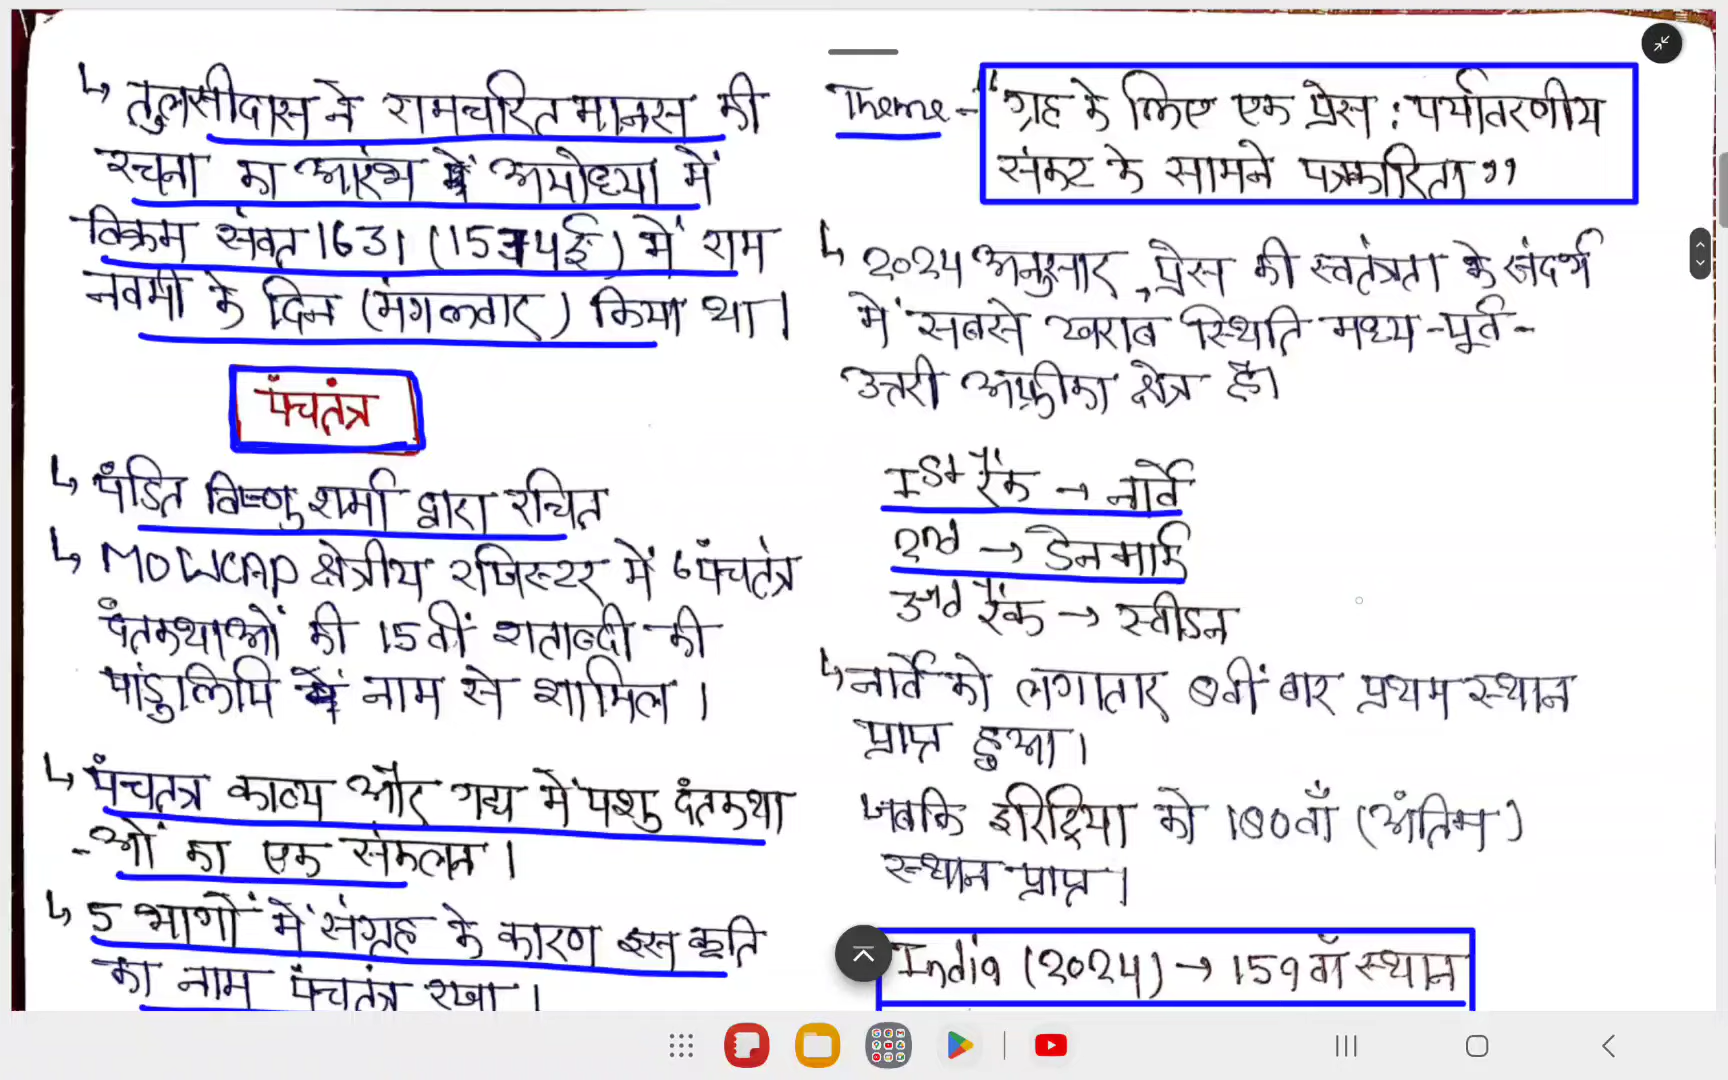 ↳ तुलसीदास ने रामचरितमानस की
रचना का आरंभ में अयोध्या में
विक्रम संवत 1631 (1574ई) में राम
नवमी के दिन (मंगलवार) किया था।
पंचतंत्र
↳ पंडित विष्णु शर्मा द्वारा रचित
↳ MOWCAP क्षेत्रीय रजिस्टर में 'पंचतंत्र
दंतकथाओं की 15वीं शताब्दी की
पांडुलिपि नाम से शामिल।
↳ पंचतंत्र काव्य और गद्य में पशु दंतकथा
-ओं का एक संकलन।
↳ 5 भागों में संग्रह के कारण इस कृति
का नाम पंचतंत्र रखा।
Theme - "ग्रह के लिए एक प्रेस : पर्यावरणीय
संकट के सामने पत्रकारिता"
↳ 2024 अनुसार, प्रेस की स्वतंत्रता के संदर्भ
में सबसे खराब स्थिति मध्य-पूर्व-
उत्तरी अफ्रीका क्षेत्र है।
Ist रैंक → नार्वे
2nd → डेनमार्क
3rd रैंक → स्वीडन
↳ नार्वे को लगातार 8वीं बार प्रथम स्थान
प्राप्त हुआ।
जबकि इरिट्रिया को 180वाँ (अंतिम)
स्थान प्राप्त।
India (2024) → 159वाँ स्थान